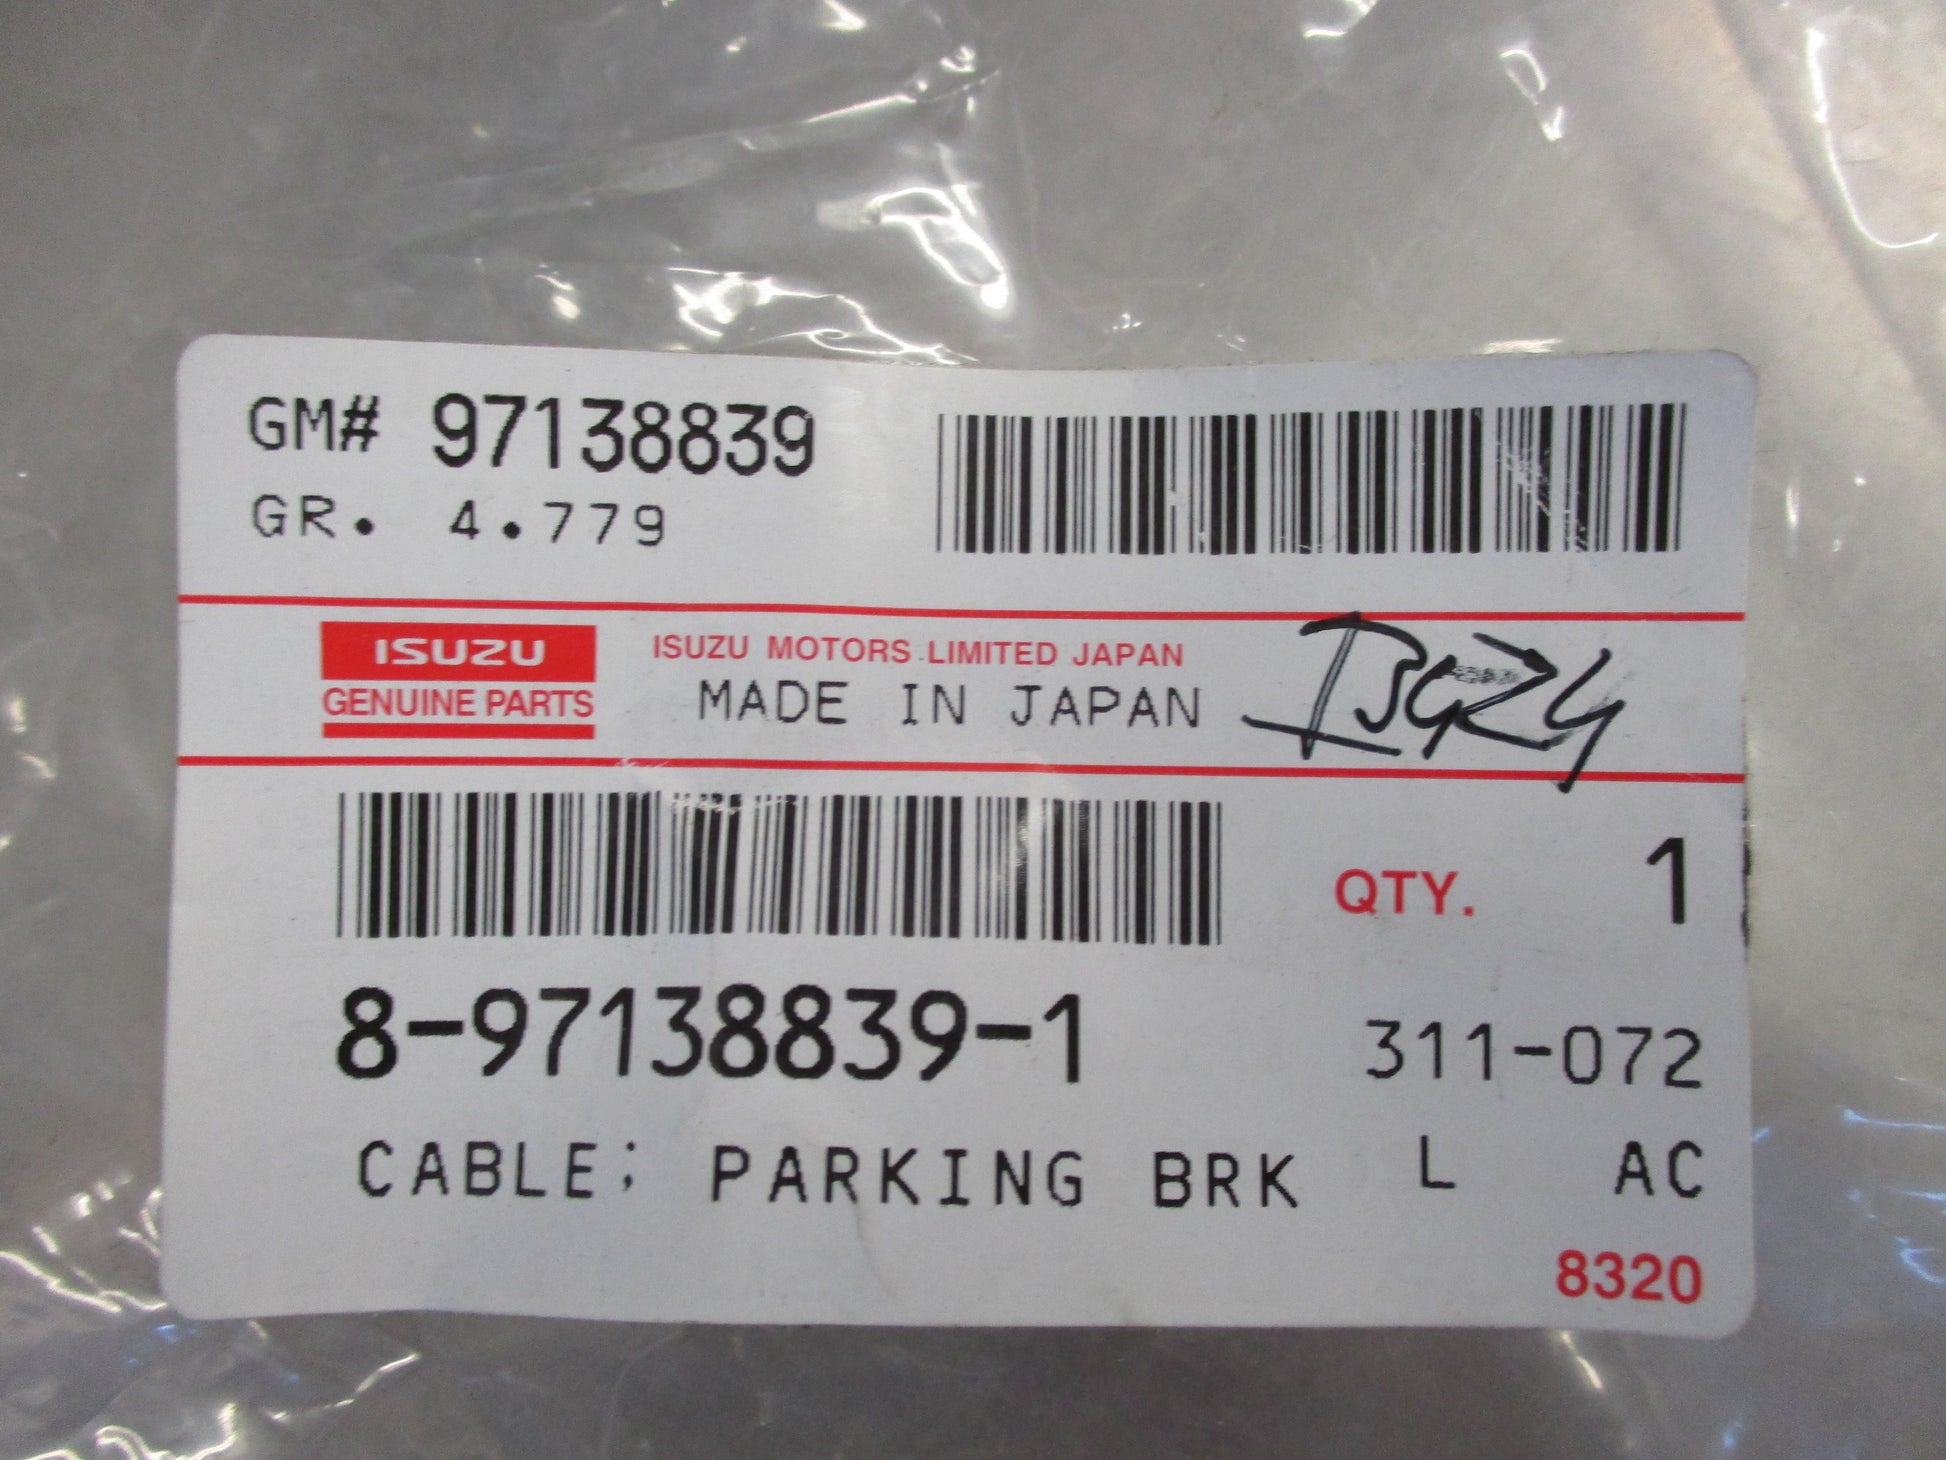 GM# 97138839
GR. 4.779
ISUZU
GENUINE PARTS
ISUZU MOTORS LIMITED JAPAN
MADE IN JAPAN
QTY. 1
8-97138839-1
311-072
CABLE; PARKING BRK L AC
8320